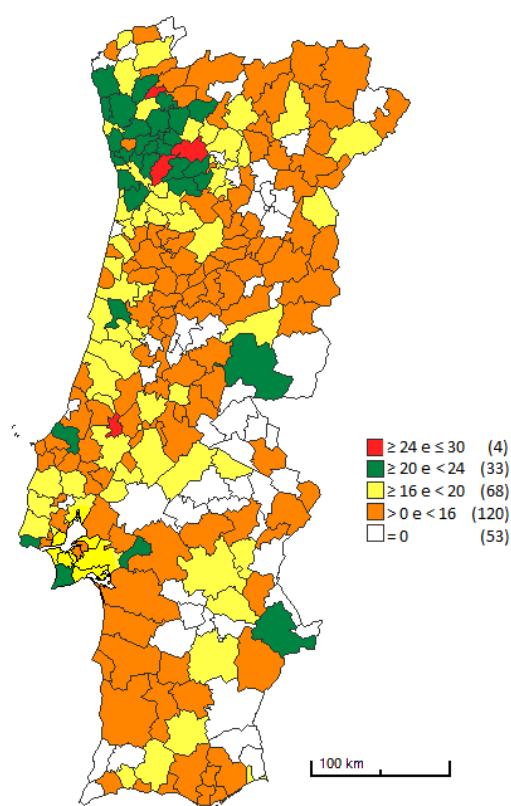 ≥ 24 e ≤ 30 (4)
≥ 20 e < 24 (33)
≥ 16 e < 20 (68)
> 0 e < 16 (120)
= 0 (53)
100 km